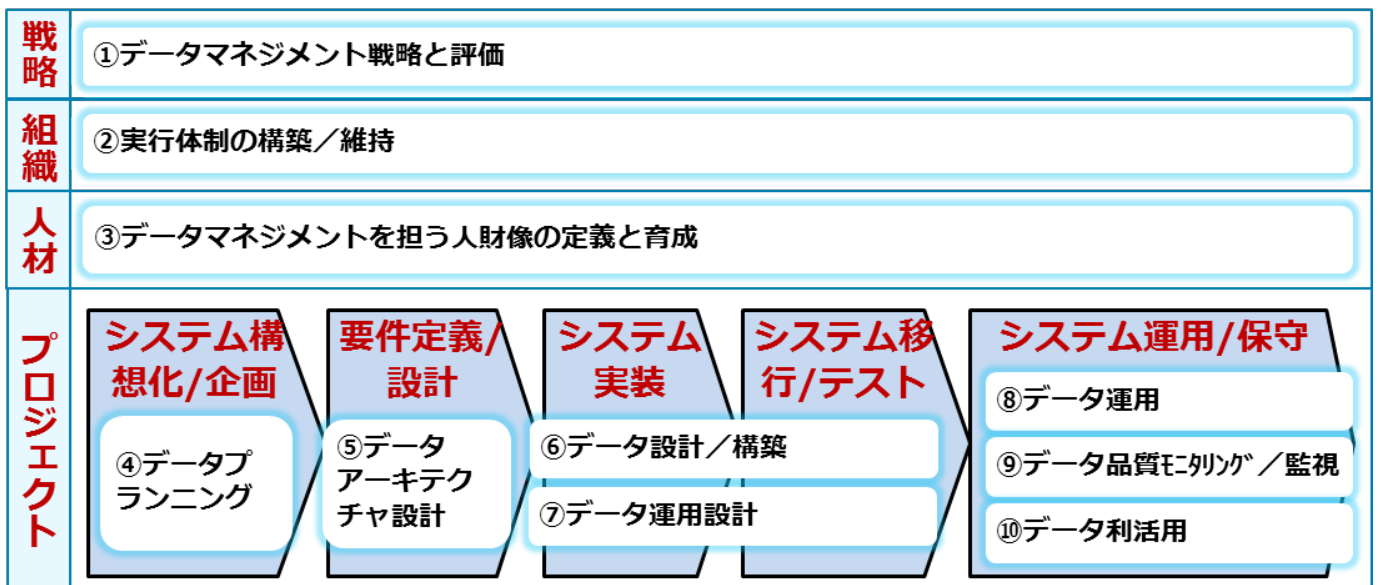 戦略
①データマネジメント戦略と評価
組織
②実行体制の構築／維持
人材
③データマネジメントを担う人財像の定義と育成
プロジェクト
システム構
想化/企画
④データプ
ランニング
要件定義/
設計
⑤データ
アーキテク
チャ設計
システム
実装
システム移
行/テスト
⑥データ設計／構築
⑦データ運用設計
システム運用/保守
⑧データ運用
⑨データ品質ﾓﾆﾀﾘﾝｸﾞ／監視
⑩データ利活用